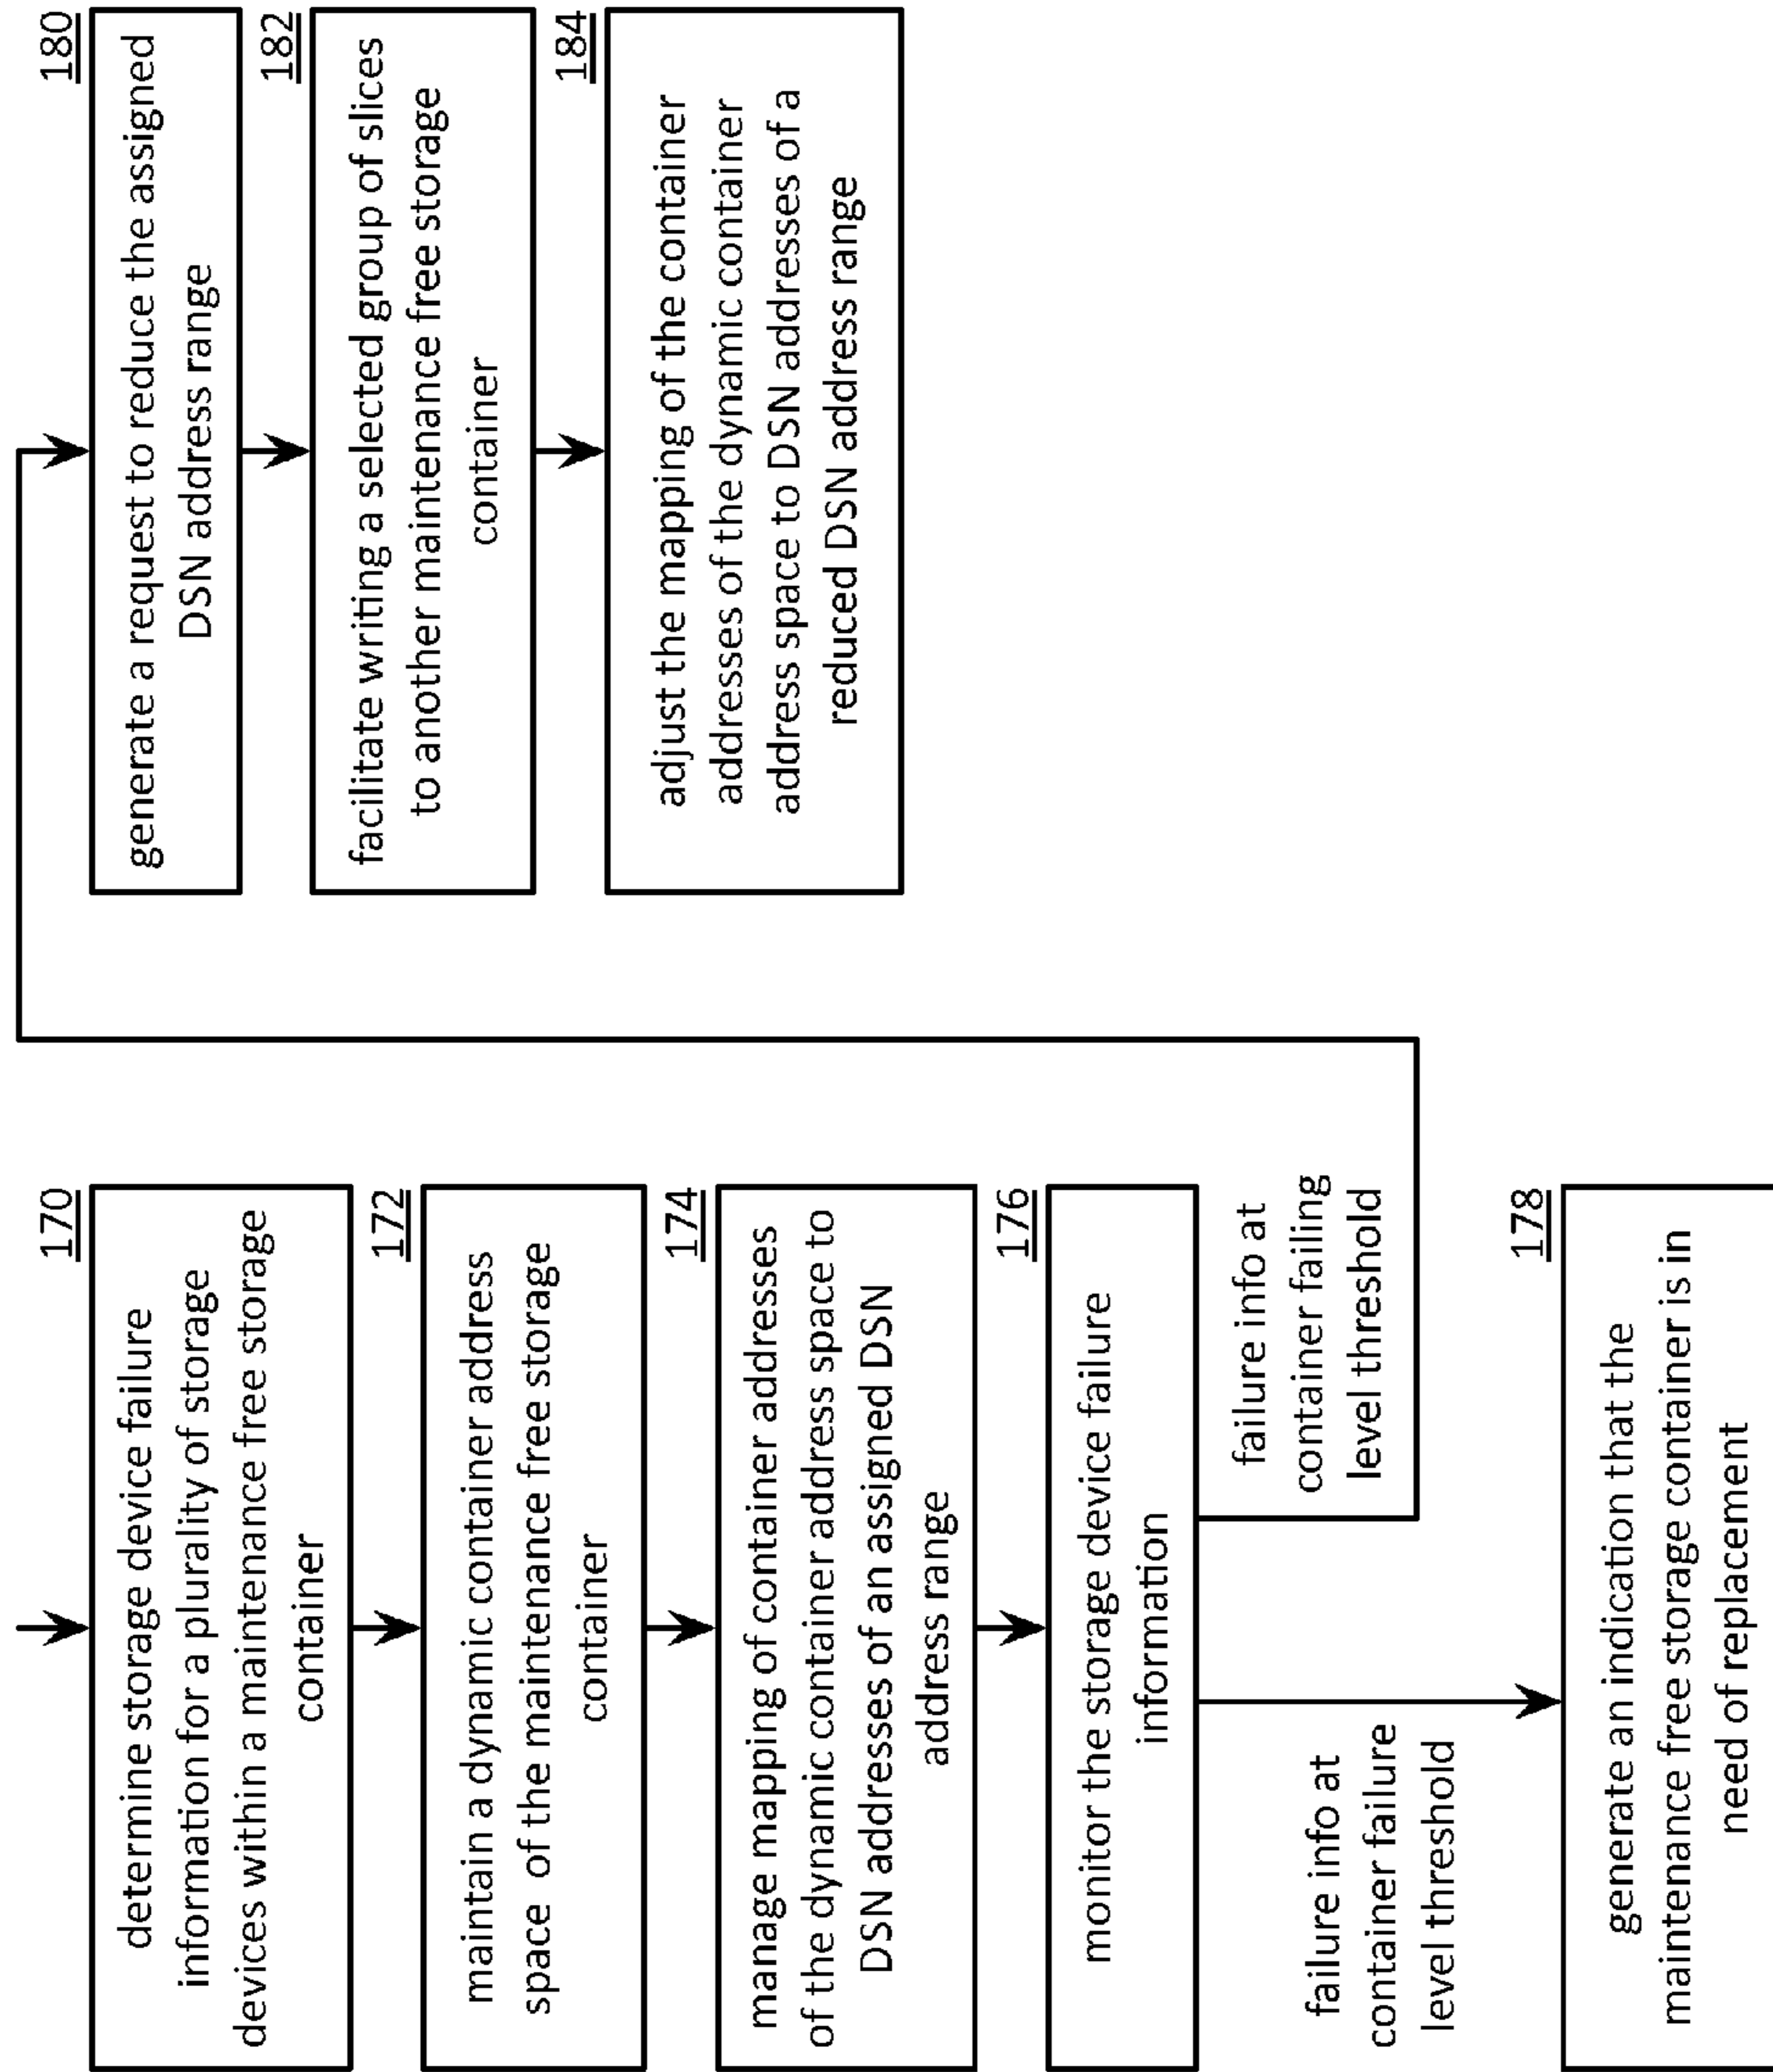 170
determine storage device failure
information for a plurality of storage
devices within a maintenance free storage
container
172
maintain a dynamic container address
space of the maintenance free storage
container
174
manage mapping of container addresses
of the dynamic container address space to
DSN addresses of an assigned DSN
address range
176
monitor the storage device failure
information
failure info at
container failure
level threshold
failure info at
container failing
level threshold
178
generate an indication that the
maintenance free storage container is in
need of replacement
180
generate a request to reduce the assigned
DSN address range
182
facilitate writing a selected group of slices
to another maintenance free storage
container
184
adjust the mapping of the container
addresses of the dynamic container
address space to DSN addresses of a
reduced DSN address range